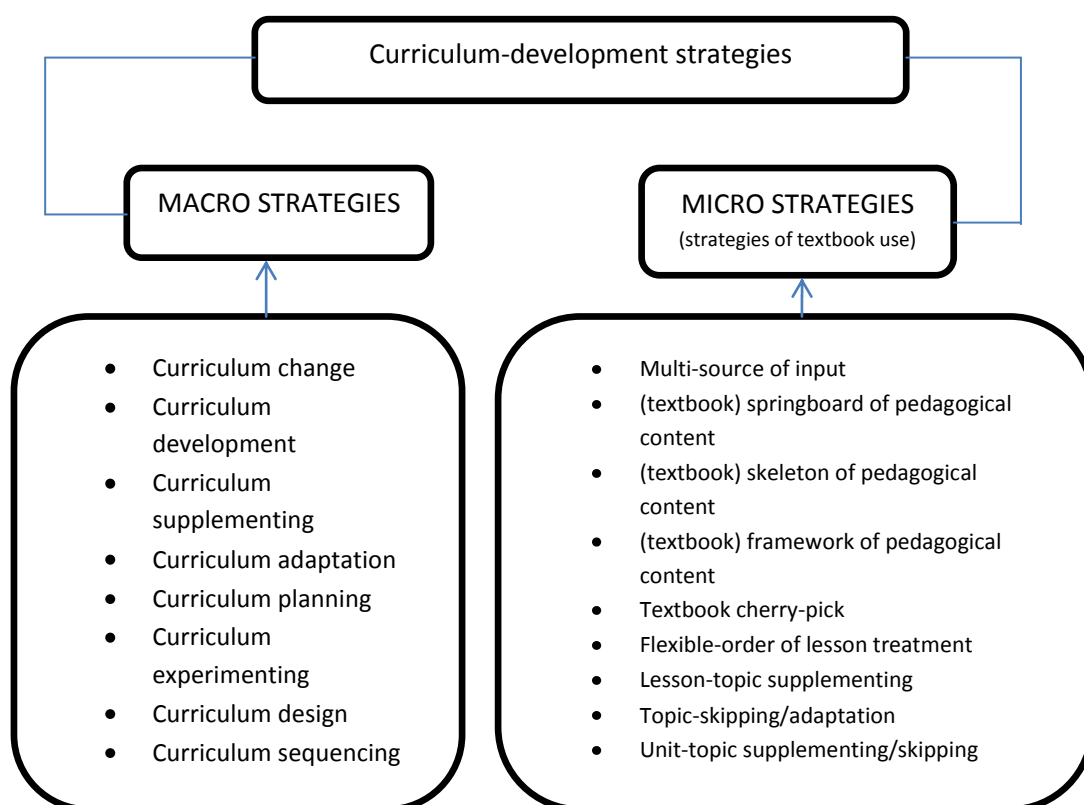 Curriculum-development strategies
MACRO STRATEGIES
MICRO STRATEGIES
(strategies of textbook use)
• Curriculum change
• Curriculum
development
• Curriculum
supplementing
• Curriculum adaptation
• Curriculum planning
• Curriculum
experimenting
• Curriculum design
• Curriculum sequencing
• Multi-source of input
• (textbook) springboard of pedagogical
content
• (textbook) skeleton of pedagogical
content
• (textbook) framework of pedagogical
content
• Textbook cherry-pick
• Flexible-order of lesson treatment
• Lesson-topic supplementing
• Topic-skipping/adaptation
• Unit-topic supplementing/skipping